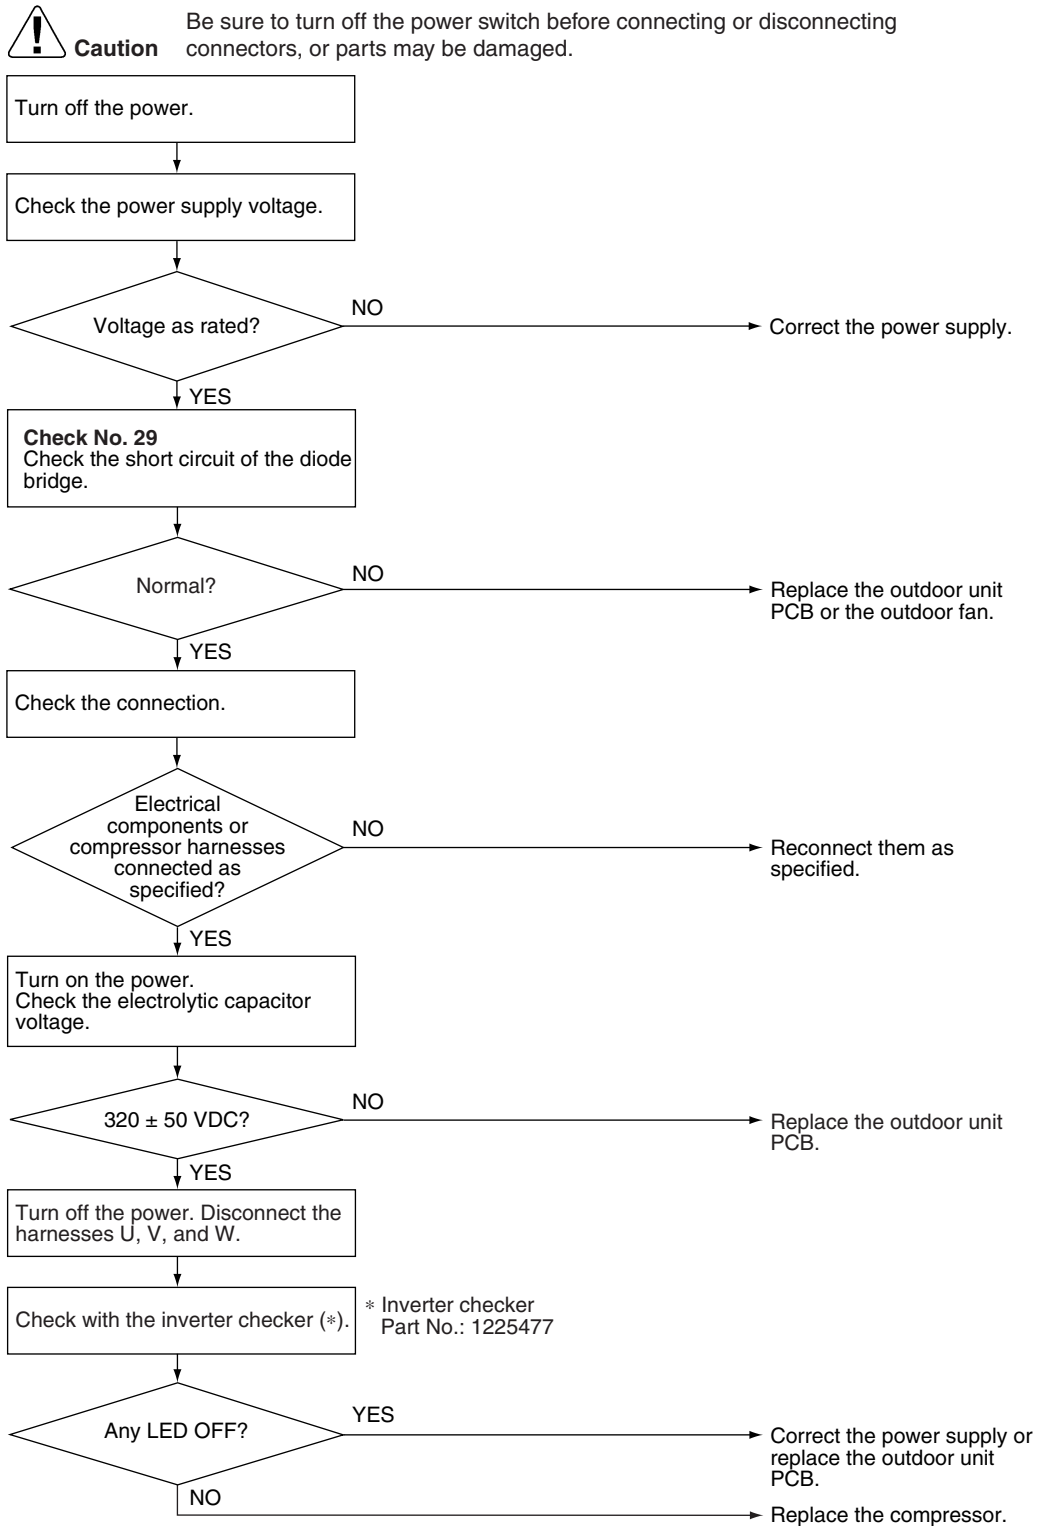 Be sure to turn off the power switch before connecting or disconnecting
Caution connectors, or parts may be damaged.
Turn off the power.
Check the power supply voltage.
Voltage as rated?
NO
Correct the power supply.
YES
Check No. 29
Check the short circuit of the diode
bridge.
Normal?
NO
Replace the outdoor unit
PCB or the outdoor fan.
YES
Check the connection.
Electrical
components or
compressor harnesses
connected as
specified?
NO
Reconnect them as
specified.
YES
Turn on the power.
Check the electrolytic capacitor
voltage.
320 ± 50 VDC?
NO
Replace the outdoor unit
PCB.
YES
Turn off the power. Disconnect the
harnesses U, V, and W.
Check with the inverter checker (*).
* Inverter checker
Part No.: 1225477
Any LED OFF?
YES
Correct the power supply or
replace the outdoor unit
PCB.
NO
Replace the compressor.